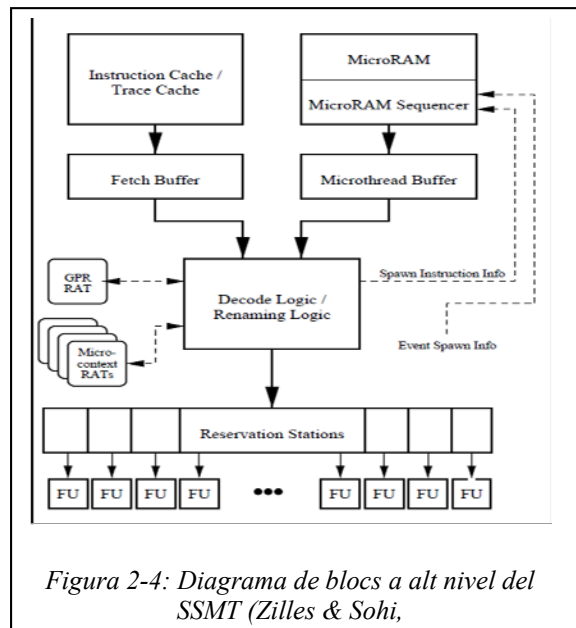 Instruction Cache /
Trace Cache
MicroRAM
MicroRAM Sequencer
Fetch Buffer
Microthread Buffer
GPR
RAT
Decode Logic /
Renaming Logic
Spawn Instruction Info
Event Spawn Info
Micro-
context
RATs
Reservation Stations
FU FU FU FU ••• FU FU FU FU
Figura 2-4: Diagrama de blocs a alt nivel del
SSMT (Zilles & Sohi,